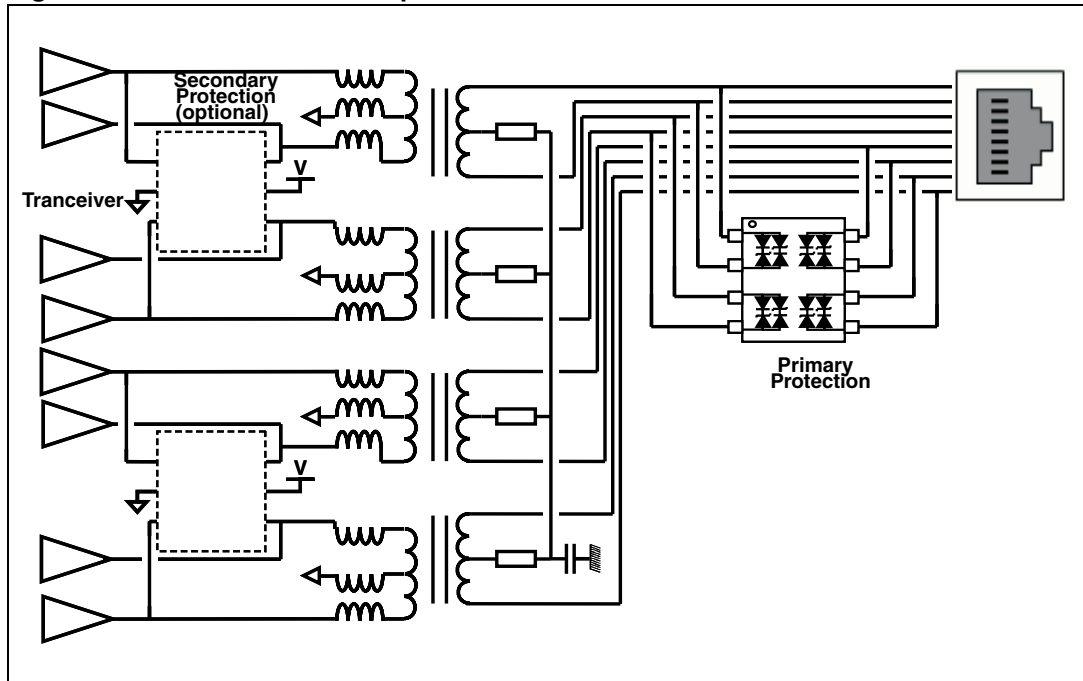 Secondary
Protection
(optional)
V
Tranceiver
Primary
Protection
V